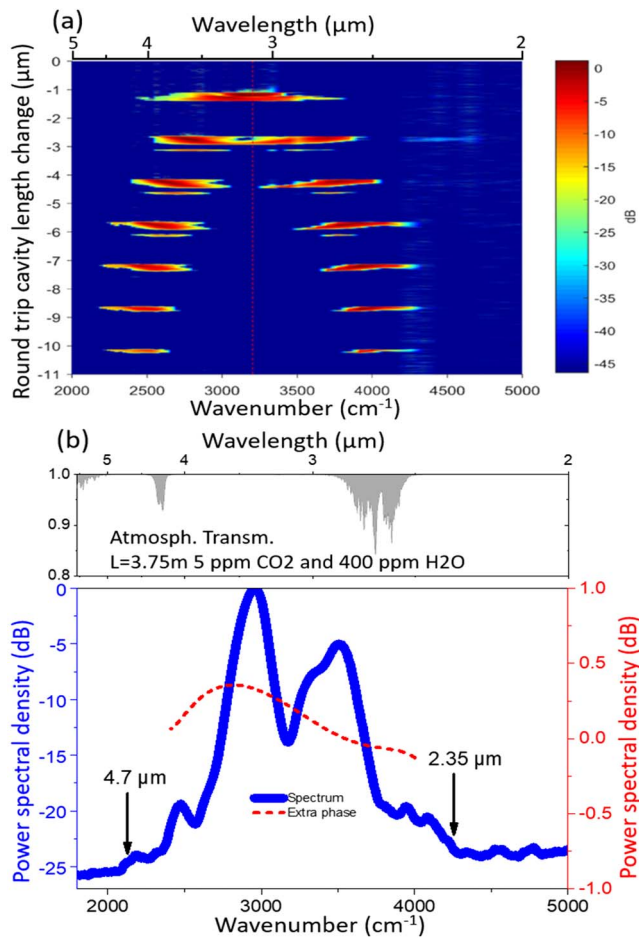 (a)
Wavelength (µm)
5 4 3 2
Round trip cavity length change (µm)
0
-1
-2
-3
-4
-5
-6
-7
-8
-9
-10
-11
2000 2500 3000 3500 4000 4500 5000
Wavenumber (cm⁻¹)
0
-5
-10
-15
-20
-25
-30
-35
-40
-45
dB
(b)
Wavelength (µm)
5 4 3 2
1.0
0.9
0.8
Atmosph. Transm.
L=3.75m 5 ppm CO2 and 400 ppm H2O
Power spectral density (dB)
0
-5
-10
-15
-20
-25
4.7 µm
2.35 µm
Spectrum
Extra phase
1.0
0.5
0.0
-0.5
-1.0
Power spectral density (dB)
2000 3000 4000 5000
Wavenumber (cm⁻¹)